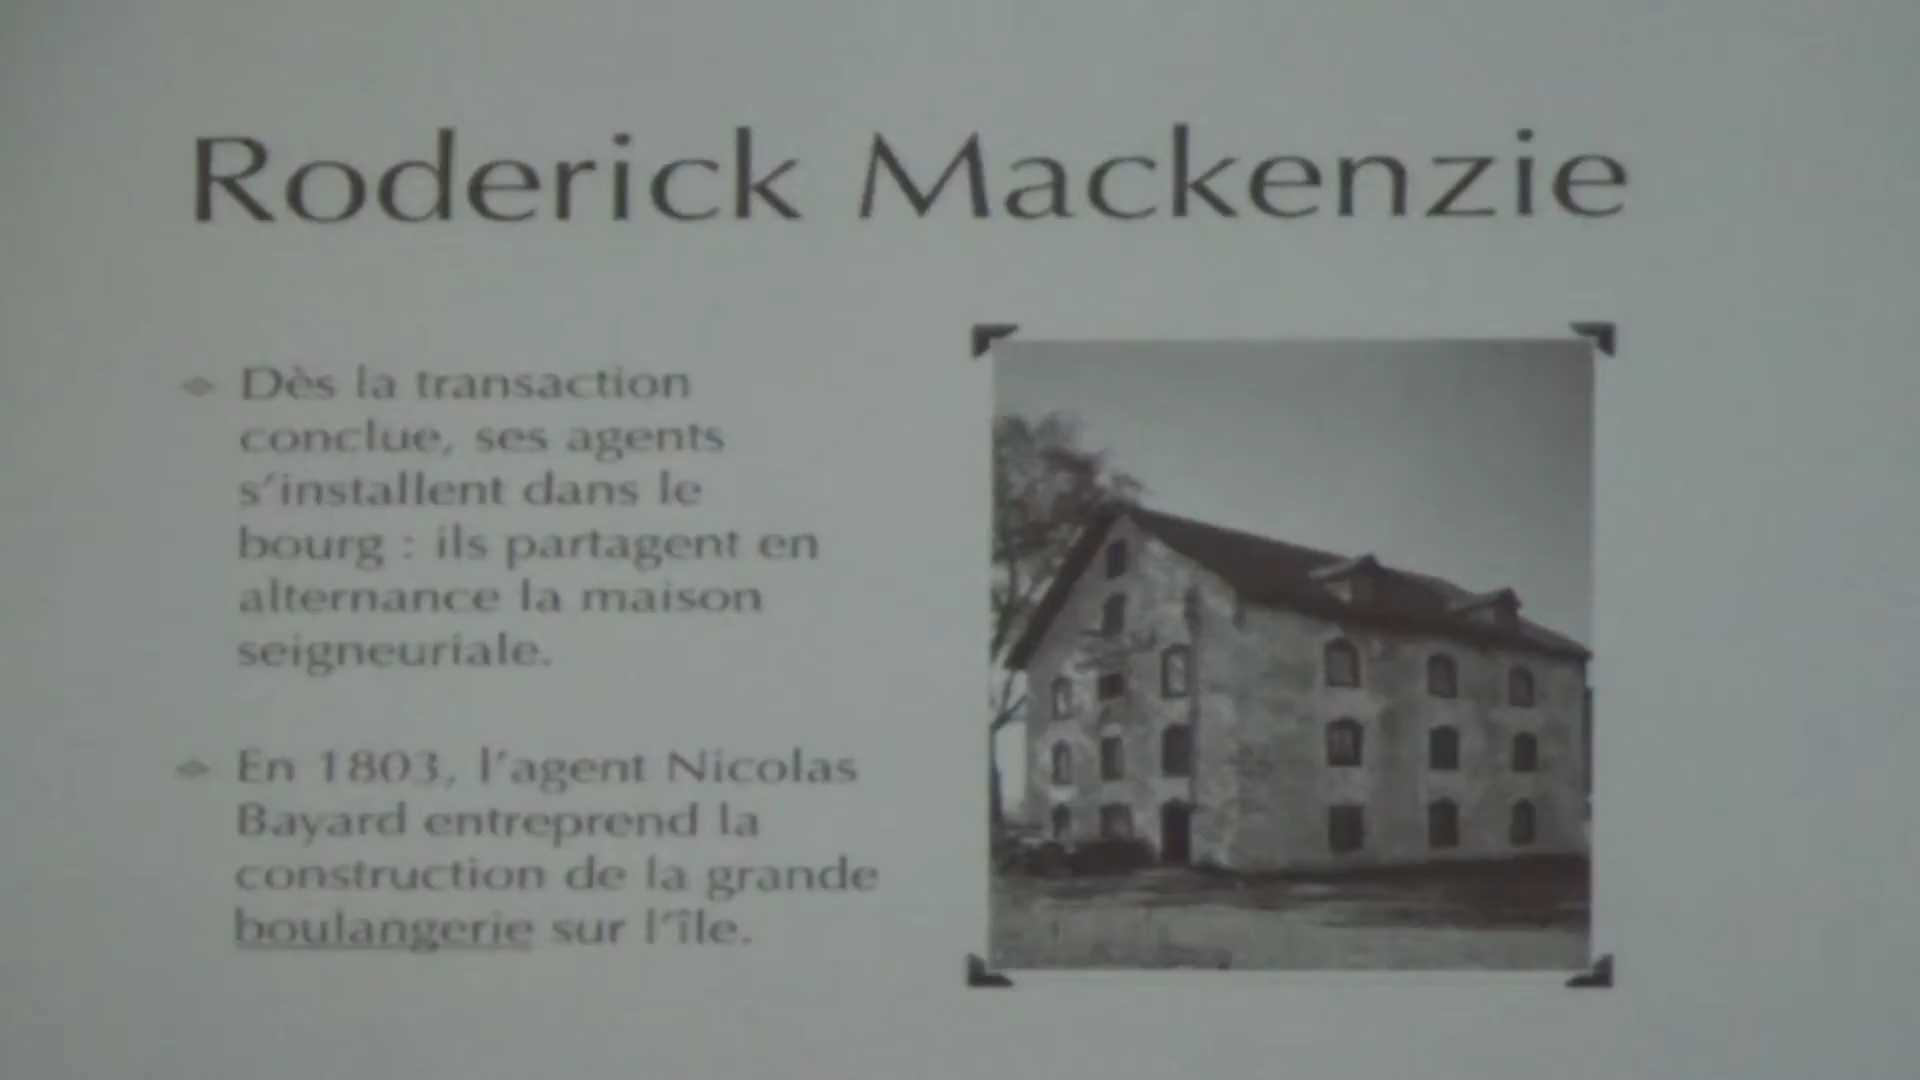 Roderick Mackenzie
Dès la transaction
conclue, ses agents
s'installent dans le
bourg : ils partagent en
alternance la maison
seigneuriale.
En 1803, l'agent Nicolas
Bayard entreprend la
construction de la grande
boulangerie sur l'île.